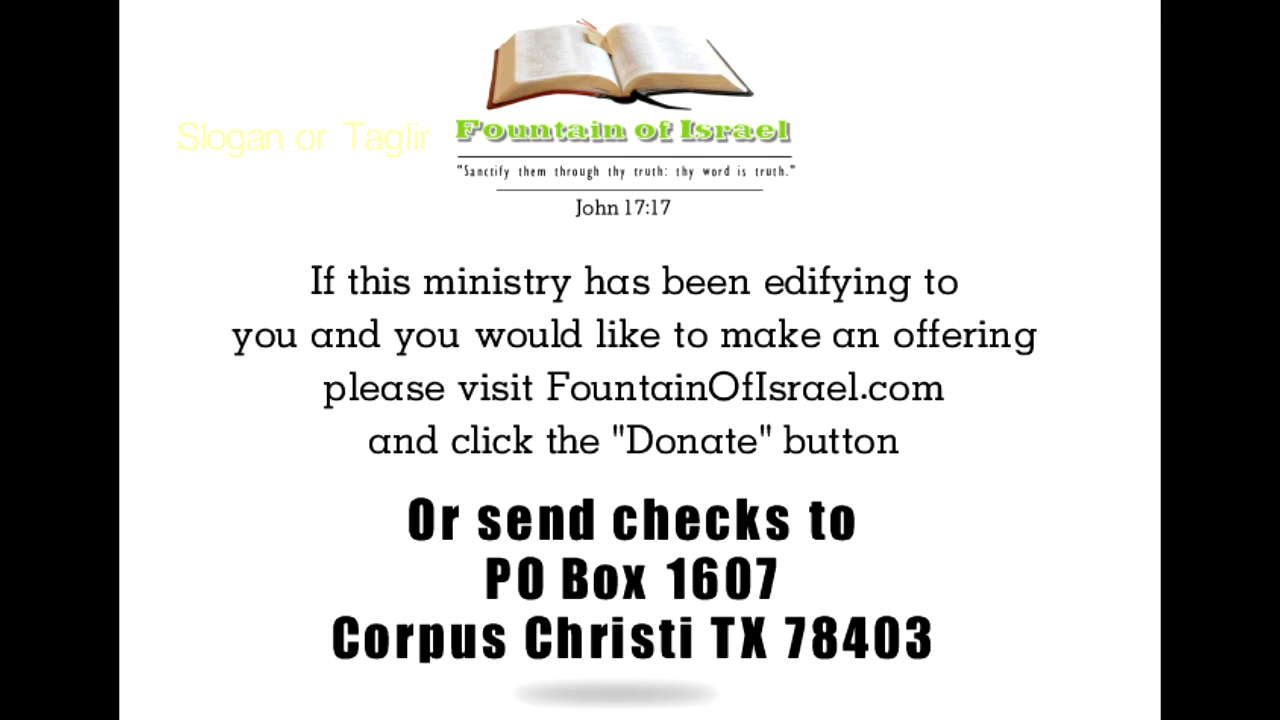 Slogan or Taglin
Fountain of Israel
"Sanctify them through thy truth: thy word is truth."
John 17:17
If this ministry has been edifying to
you and you would like to make an offering
please visit FountainOfIsrael.com
and click the "Donate" button
Or send checks to
PO Box 1607
Corpus Christi TX 78403